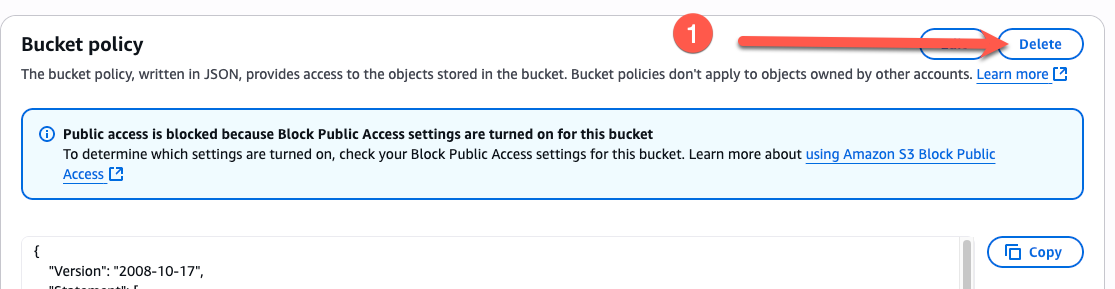 Bucket policy
1
Delete
The bucket policy, written in JSON, provides access to the objects stored in the bucket. Bucket policies don't apply to objects owned by other accounts. Learn more
Public access is blocked because Block Public Access settings are turned on for this bucket
To determine which settings are turned on, check your Block Public Access settings for this bucket. Learn more about using Amazon S3 Block Public
Access
{
Copy
"Version": "2008-10-17",
"Statement": [